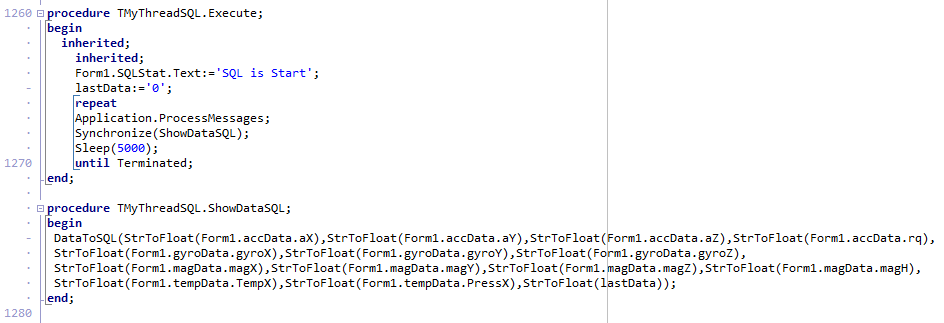 1260 procedure TMyThreadSQL.Execute;
begin
inherited;
inherited;
Form1.SQLStat.Text:='SQL is Start';
lastData:='0';
repeat
Application.ProcessMessages;
Synchronize(ShowDataSQL);
Sleep(5000);
1270 until Terminated;
end;
procedure TMyThreadSQL.ShowDataSQL;
begin
DataToSQL(StrToFloat(Form1.accData.aX),StrToFloat(Form1.accData.aY),StrToFloat(Form1.accData.aZ),StrToFloat(Form1.accData.rq),
StrToFloat(Form1.gyroData.gyroX),StrToFloat(Form1.gyroData.gyroY),StrToFloat(Form1.gyroData.gyroZ),
StrToFloat(Form1.magData.magX),StrToFloat(Form1.magData.magY),StrToFloat(Form1.magData.magZ),StrToFloat(Form1.magData.magH),
StrToFloat(Form1.tempData.TempX),StrToFloat(Form1.tempData.PressX),StrToFloat(lastData));
end;
1280